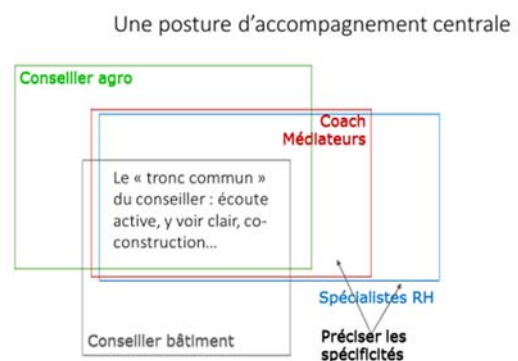 Une posture d’accompagnement centrale
Conseiller agro
Coach
Médiateurs
Le « tronc commun »
du conseiller : écoute
active, y voir clair, co-
construction…
Spécialistes RH
Conseiller bâtiment
Préciser les
spécificités